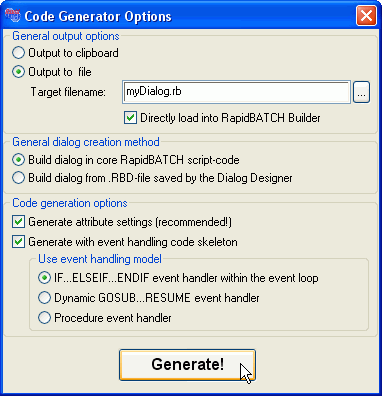 Code Generator Options
General output options
Output to clipboard
Output to file
Target filename: myDialog.rb ...
Directly load into RapidBATCH Builder
General dialog creation method
Build dialog in core RapidBATCH script-code
Build dialog from .RBD-file saved by the Dialog Designer
Code generation options
Generate attribute settings (recommended!)
Generate with event handling code skeleton
Use event handling model
IF...ELSEIF...ENDIF event handler within the event loop
Dynamic GOSUB...RESUME event handler
Procedure event handler
Generate!